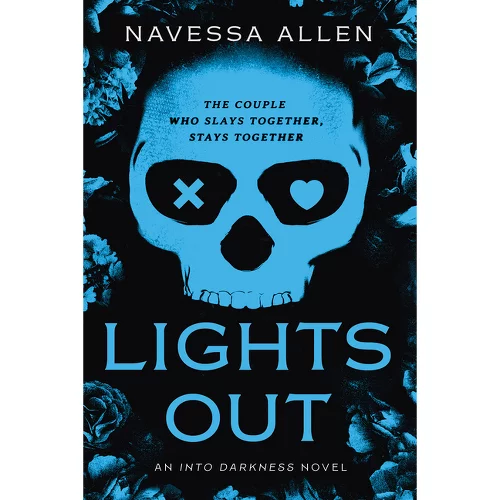 NAVESSA ALLEN
THE COUPLE
WHO SLAYS TOGETHER,
STAYS TOGETHER
LIGHTS
OUT
AN INTO DARKNESS NOVEL